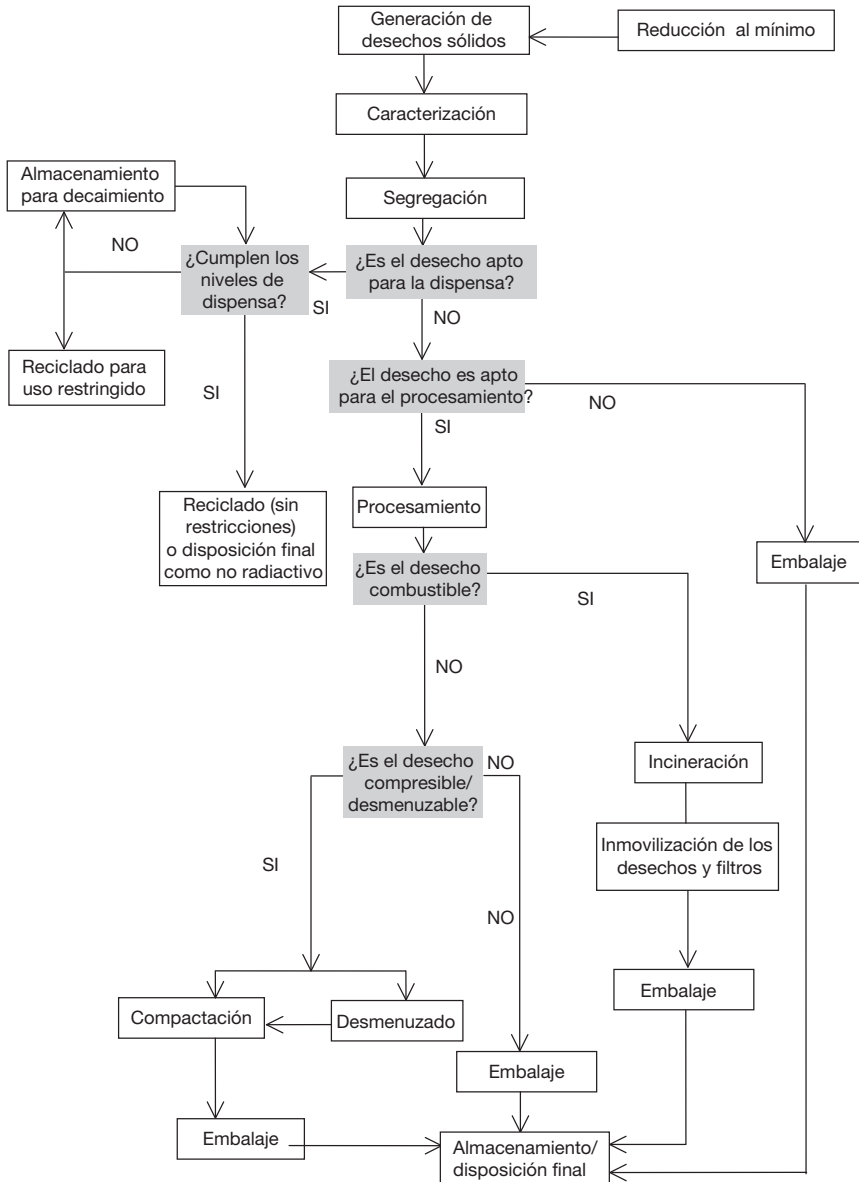 Generación de
desechos sólidos
Reducción al mínimo
Caracterización
Segregación
Almacenamiento
para decaimiento
NO
¿Cumplen los
niveles de
dispensa?
SI
¿Es el desecho apto
para la dispensa?
NO
Reciclado para
uso restringido
SI
¿El desecho es apto
para el procesamiento?
NO
SI
Reciclado (sin
restricciones)
o disposición final
como no radiactivo
Procesamiento
Embalaje
¿Es el desecho
combustible?
SI
NO
¿Es el desecho
compresible/
desmenuzable?
NO
Incineración
Inmovilización de los
desechos y filtros
SI
NO
Embalaje
Compactación
Desmenuzado
Embalaje
Embalaje
Almacenamiento/
disposición final